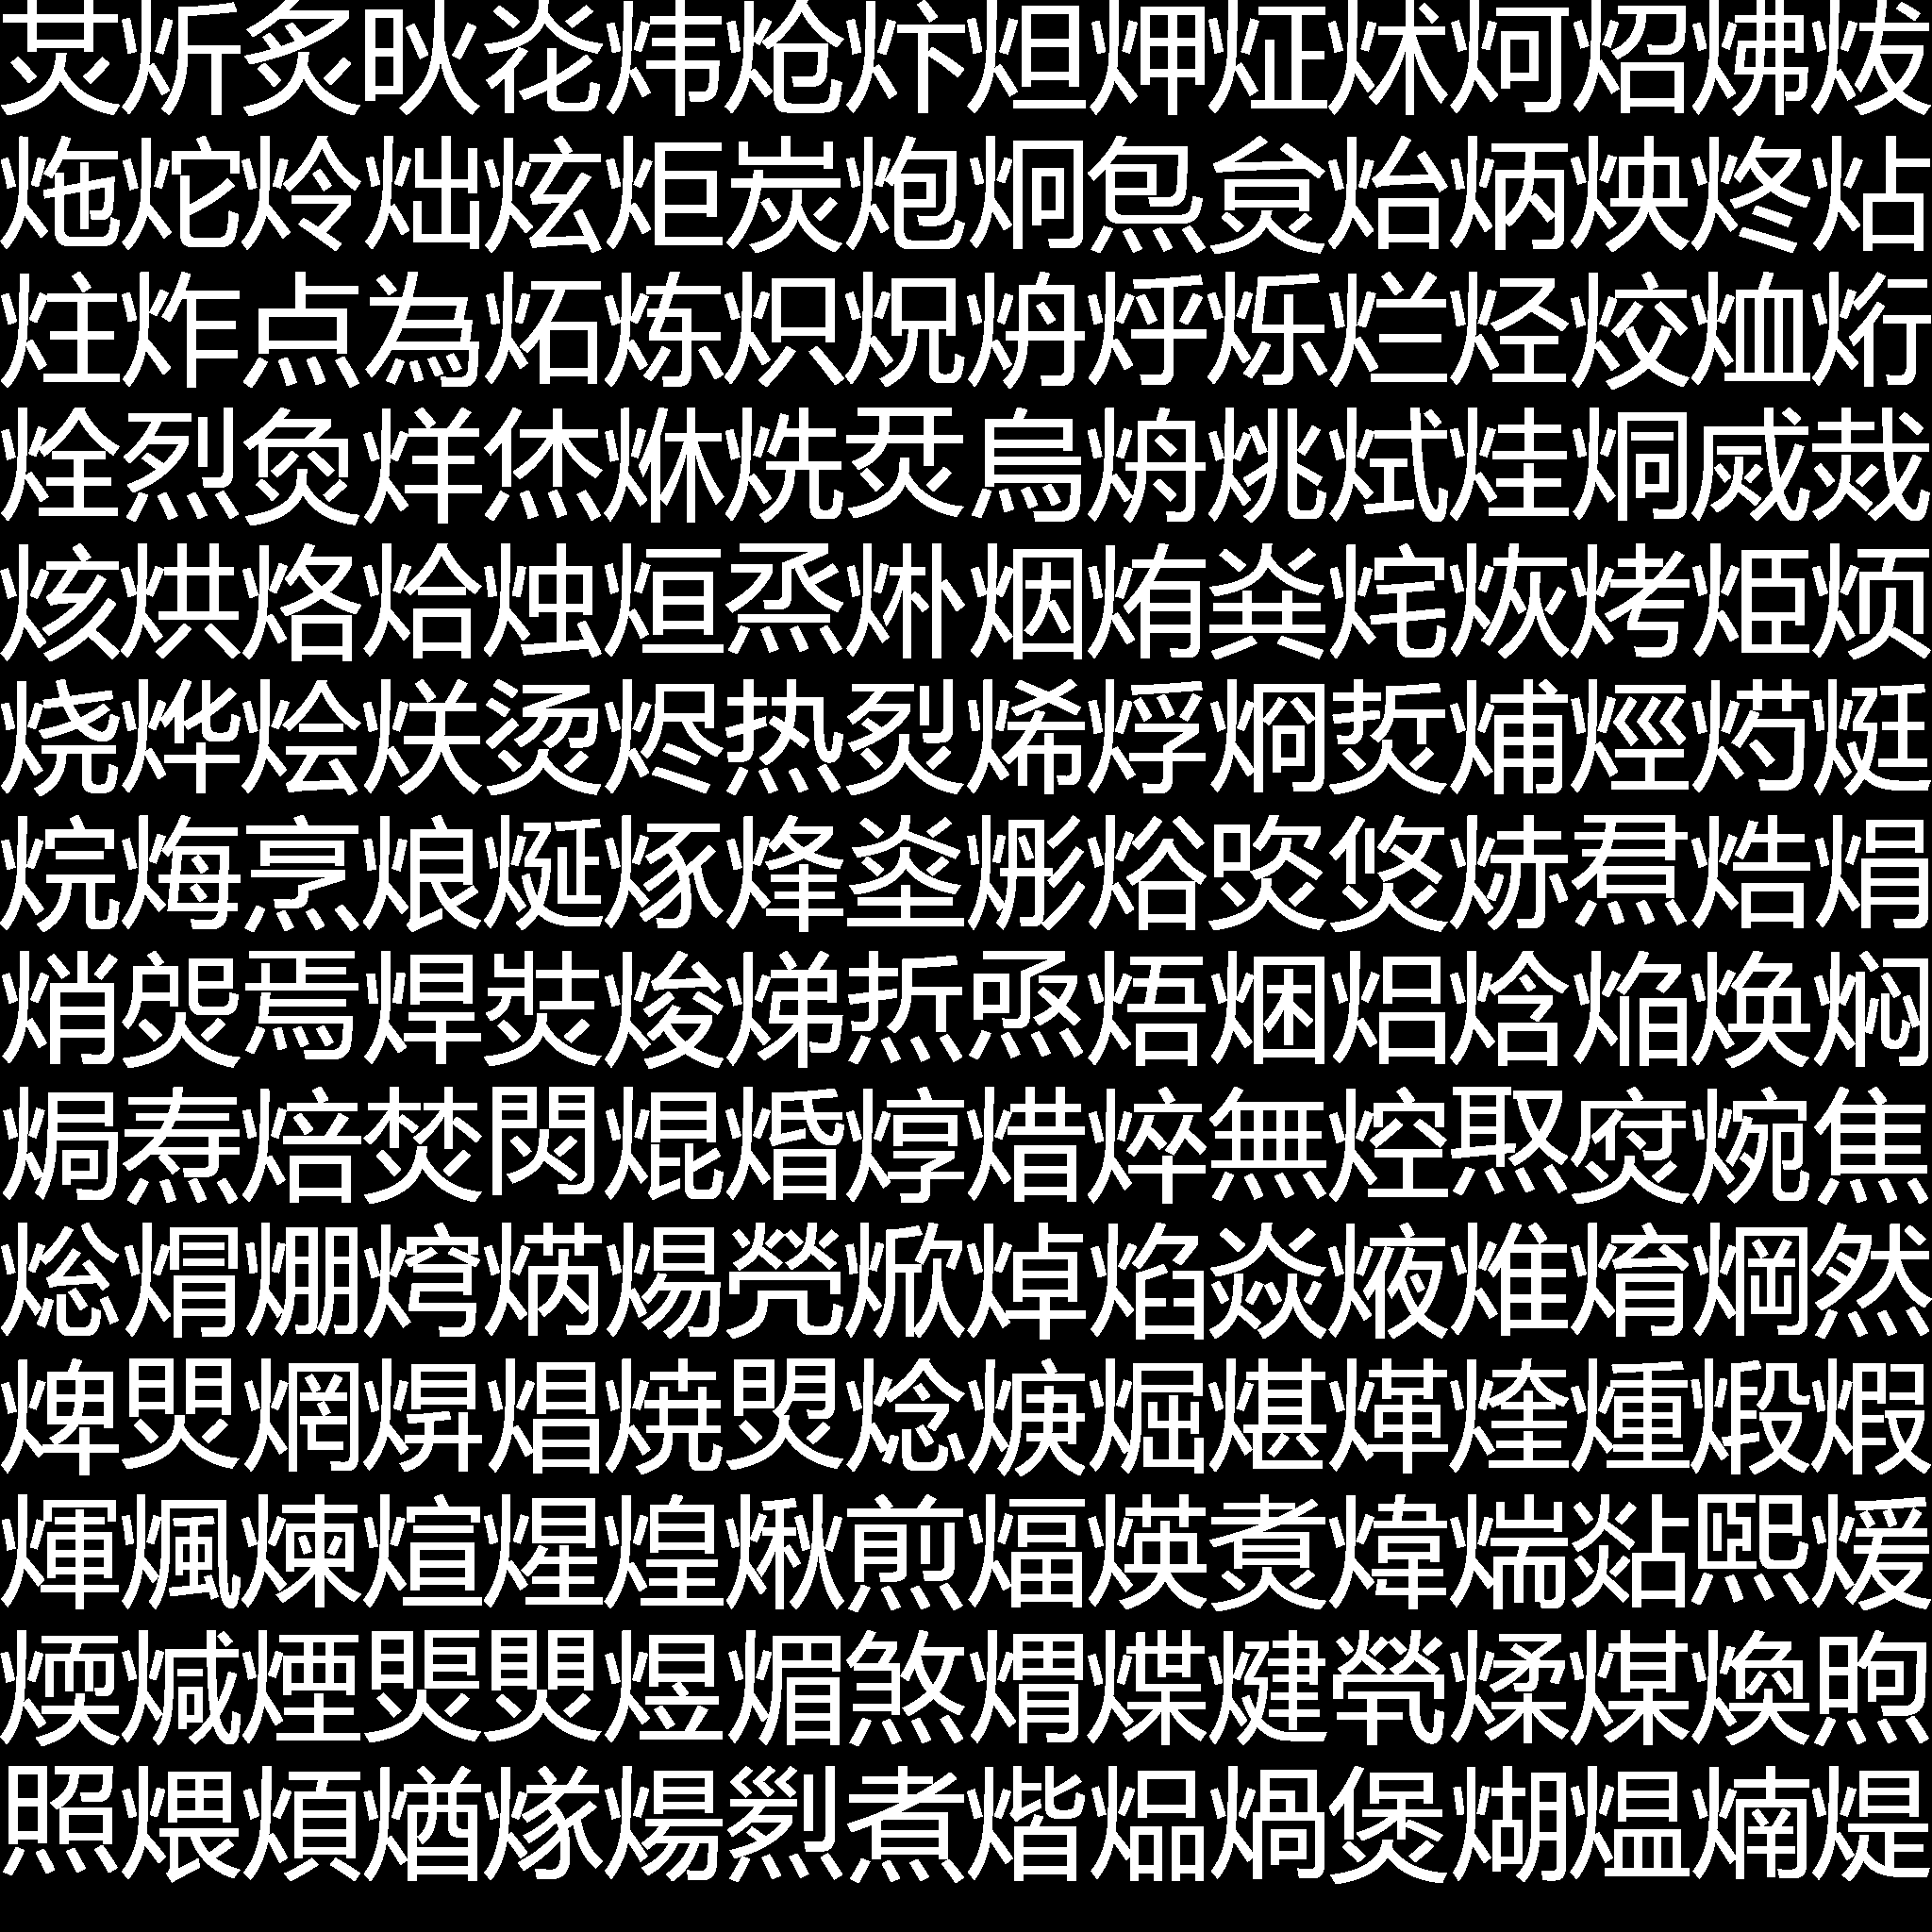 苂炘炙炚炛炜炝炞炟炠炡炢炣炤炥炦
炧炨炩炪炫炬炭炮炯炰炱炲炳炴炵炶
炷炸点為炻炼炽炾炿烀烁烂烃烄烅烆
烇烈烉烊烋烌烍烎烏烐烑烒烓烔烕烖
烗烘烙烚烛烜烝烞烟烠烡烢烣烤烥烦
烧烨烩烪烫烬热烮烯烰烱烲烳烴烵烶
烷烸烹烺烻烼烽烾烿焀焁焂焃焄焅焆
焇焈焉焊焋焌焍焎焏焐焑焒焓焔焕焖
焗焘焙焚焛焜焝焞焟焠無焢焣焤焥焦
焧焨焩焪焫焬焭焮焯焰焱焲焳焴焵然
焷焸焹焺焻焼焽焾焿煀煁煂煃煄煅煆
煇煈煉煊煋煌煍煎煏煐煑煒煓煔煕煖
煗煘煙煚煛煜煝煞煟煠煡煢煣煤煥煦
照煨煩煪煫煬煭煮煯煰煱煲煳煴煵煶